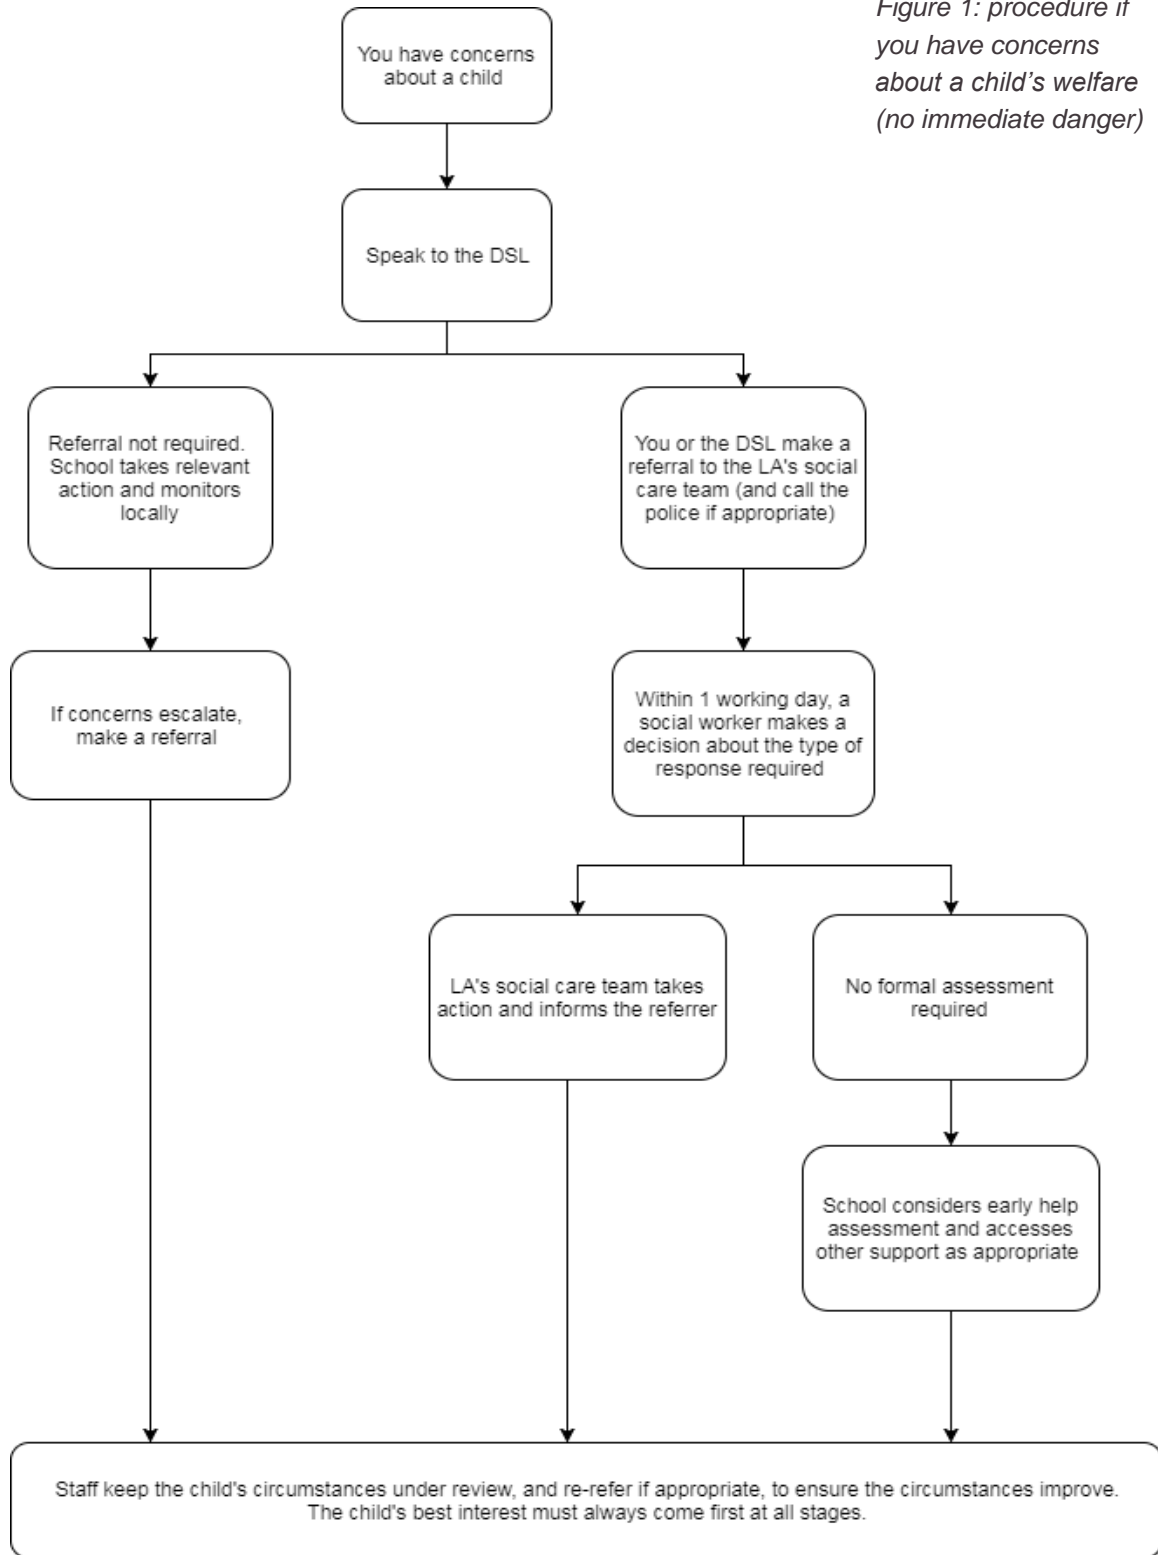 Figure 1: procedure if
you have concerns
about a child’s welfare
(no immediate danger)
You have concerns
about a child
Speak to the DSL
Referral not required.
School takes relevant
action and monitors
locally
You or the DSL make a
referral to the LA's social
care team (and call the
police if appropriate)
If concerns escalate,
make a referral
Within 1 working day, a
social worker makes a
decision about the type of
response required
LA's social care team takes
action and informs the referrer
No formal assessment
required
School considers early help
assessment and accesses
other support as appropriate
Staff keep the child's circumstances under review, and re-refer if appropriate, to ensure the circumstances improve.
The child's best interest must always come first at all stages.